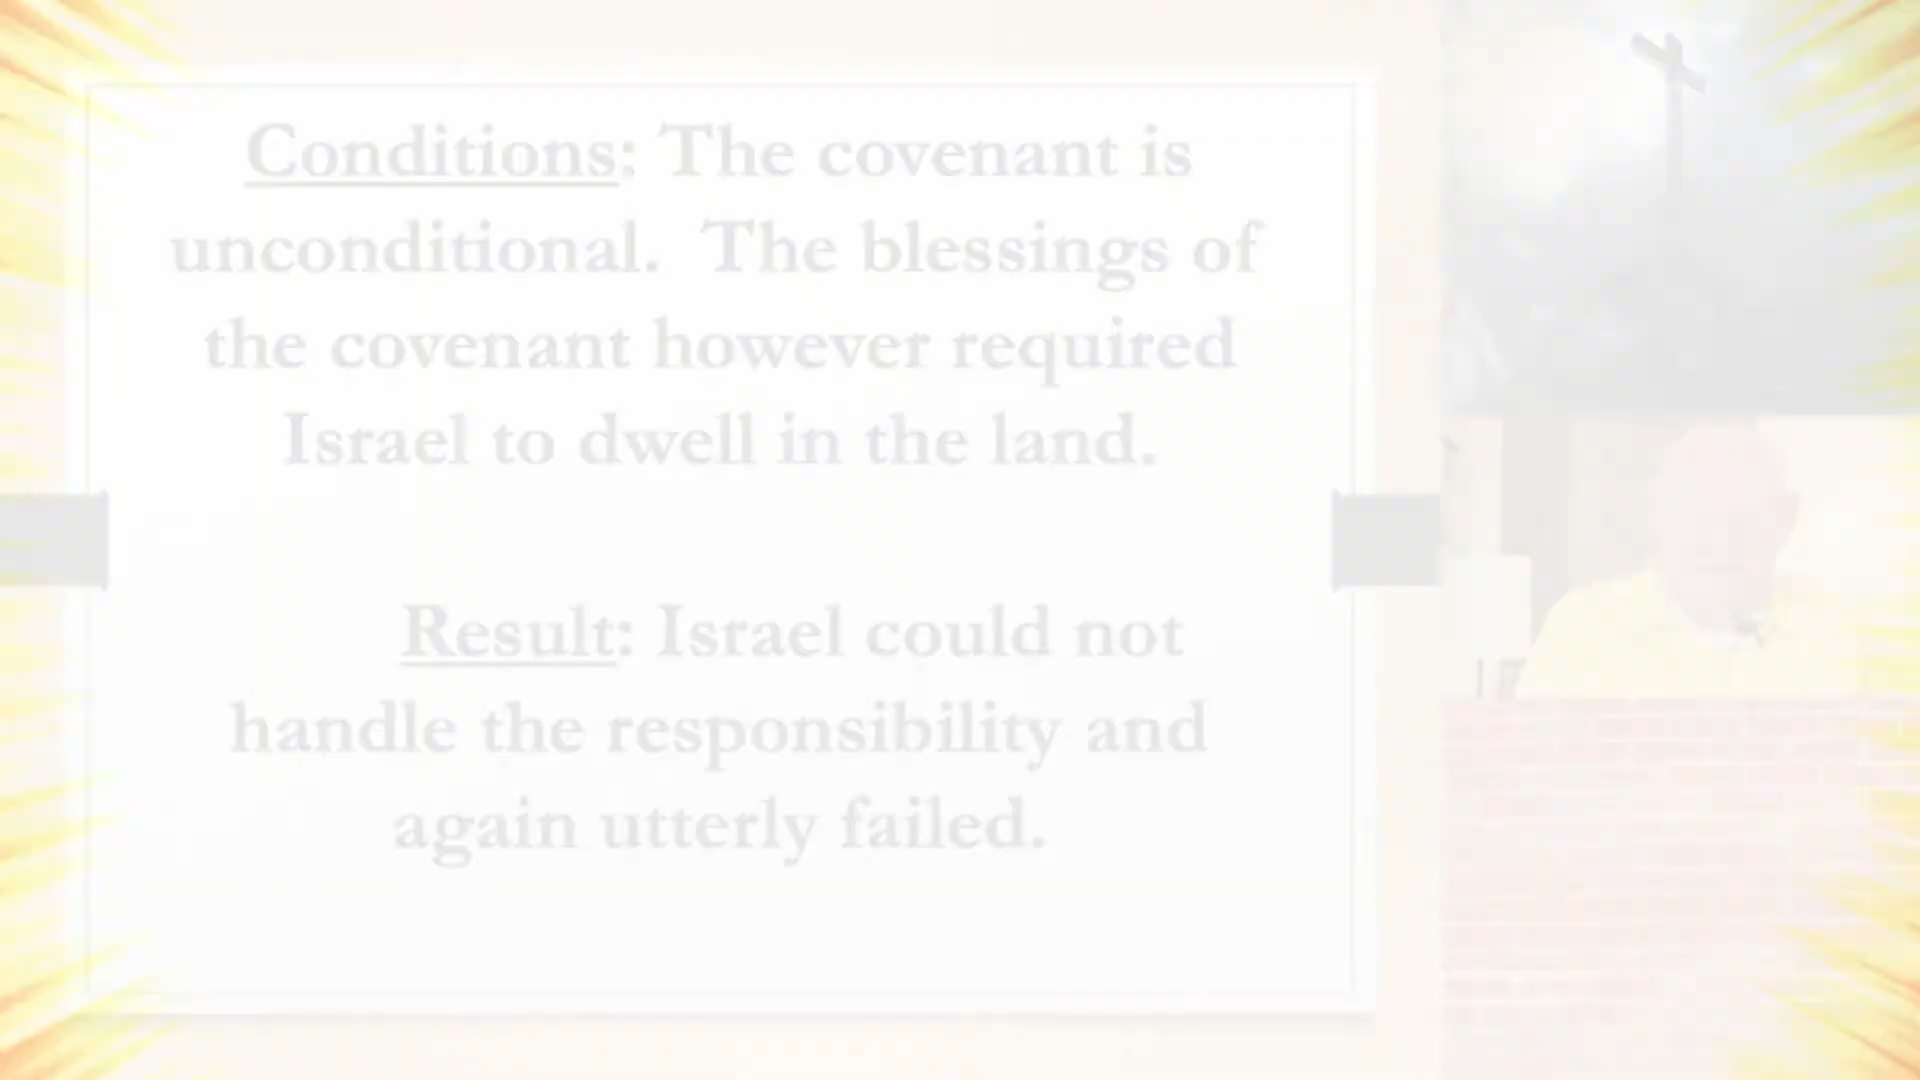 Conditions: The covenant is
unconditional. The blessings of
the covenant however required
Israel to dwell in the land.
Result: Israel could not
handle the responsibility and
again utterly failed.